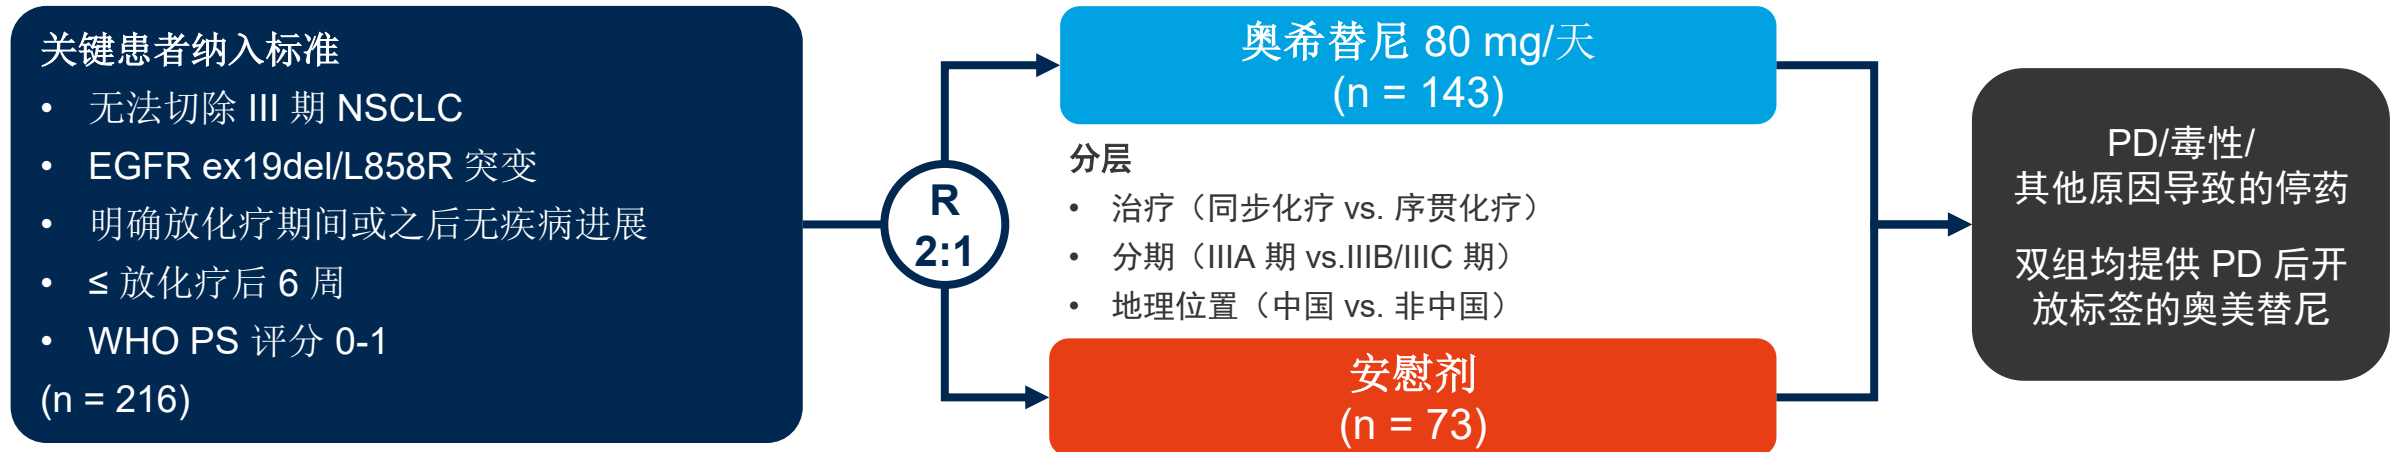 关键患者纳入标准
• 无法切除 III 期 NSCLC
• EGFR ex19del/L858R 突变
• 明确放化疗期间或之后无疾病进展
• ≤ 放化疗后 6 周
• WHO PS 评分 0-1
(n = 216)
R
2:1
奥希替尼 80 mg/天
(n = 143)
分层
• 治疗（同步化疗 vs. 序贯化疗）
• 分期（IIIA 期 vs.IIIB/IIIC 期）
• 地理位置（中国 vs. 非中国）
安慰剂
(n = 73)
PD/毒性/
其他原因导致的停药
双组均提供 PD 后开
放标签的奥美替尼